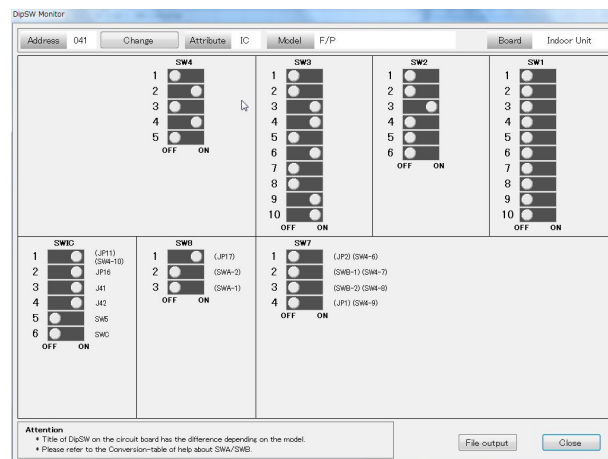 DipSW Monitor
Address 041 Change Attribute IC Model F/P Board Indoor Unit
SW4
1
2
3
4
5
OFF ON
SW3
1
2
3
4
5
6
7
8
9
10
OFF ON
SW2
1
2
3
4
5
6
OFF ON
SW1
1
2
3
4
5
6
7
8
9
10
OFF ON
SWIC
1 (JP11)
(SW4-10)
2 JP16
3 J41
4 J42
5 SW5
6 SWC
OFF ON
SW8
1 (JP17)
2 (SWA-2)
3 (SWA-1)
OFF ON
SW7
1 (JP2) (SW4-6)
2 (SWB-1) (SW4-7)
3 (SWB-2) (SW4-8)
4 (JP1) (SW4-9)
OFF ON
Attention
* Title of DipSW on the circuit board has the difference depending on the model.
* Please refer to the Conversion-table of help about SWA/SWB.
File output Close